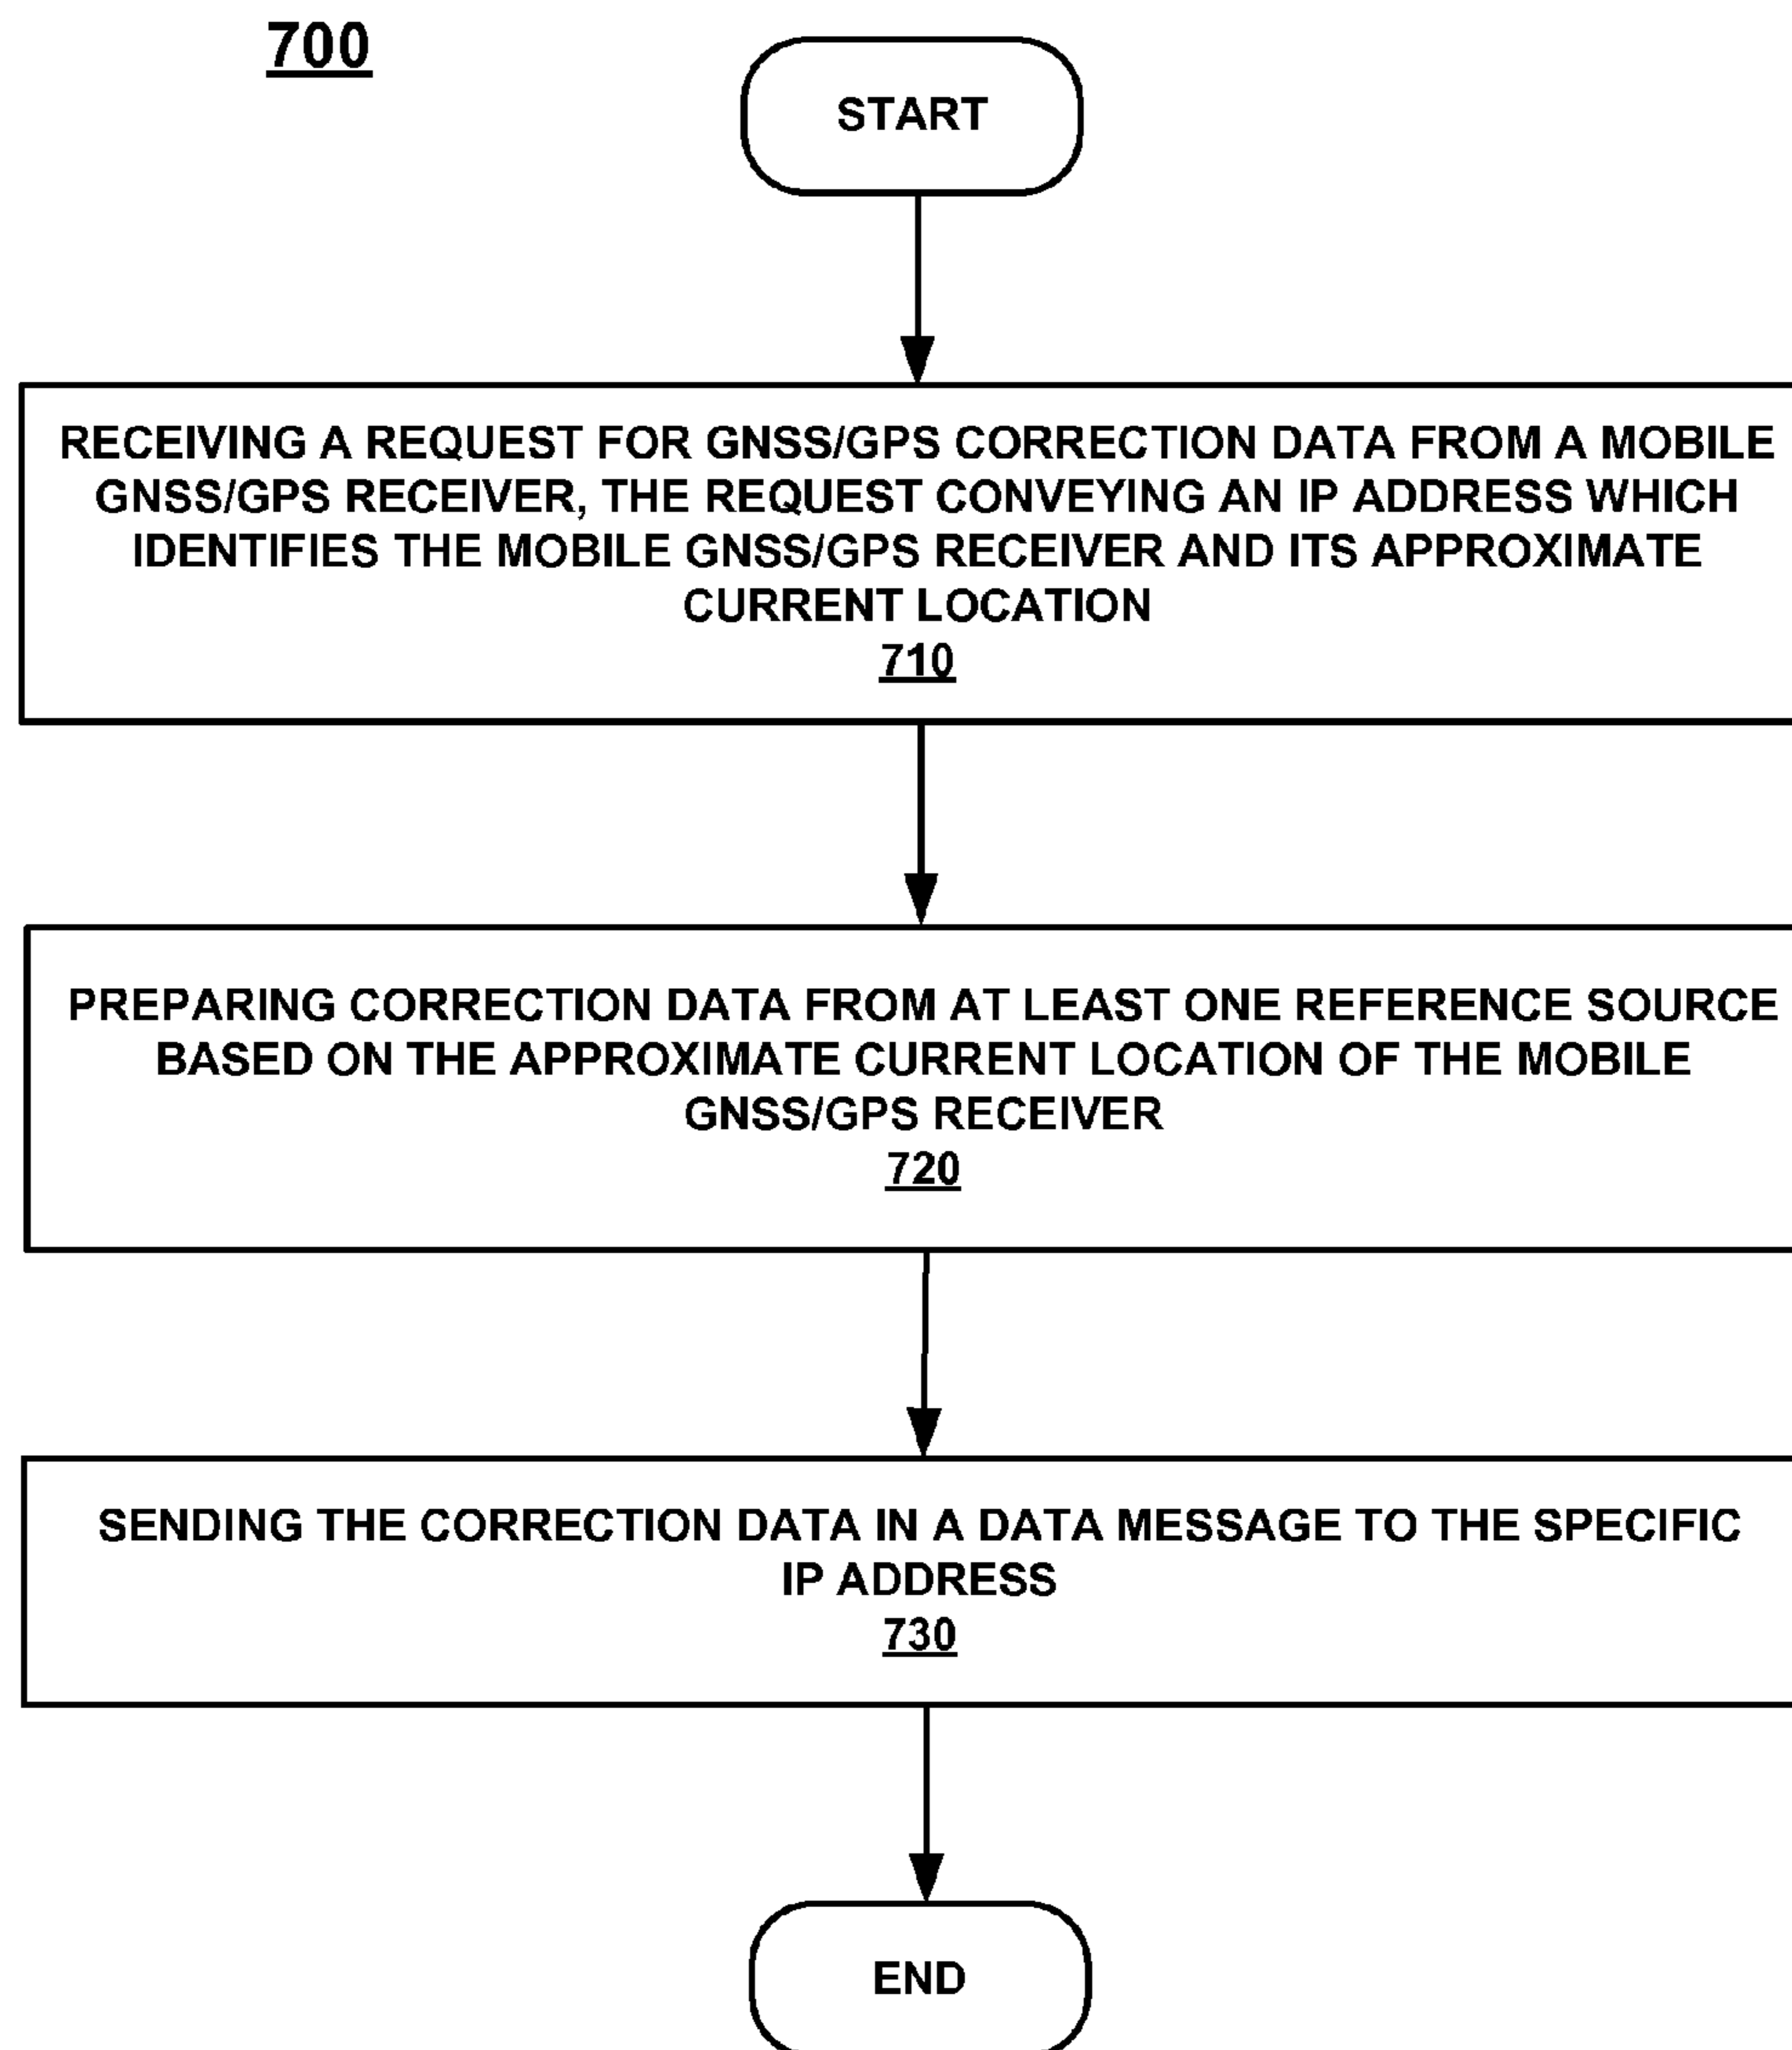 700
START
RECEIVING A REQUEST FOR GNSS/GPS CORRECTION DATA FROM A MOBILE
GNSS/GPS RECEIVER, THE REQUEST CONVEYING AN IP ADDRESS WHICH
IDENTIFIES THE MOBILE GNSS/GPS RECEIVER AND ITS APPROXIMATE
CURRENT LOCATION
710
PREPARING CORRECTION DATA FROM AT LEAST ONE REFERENCE SOURCE
BASED ON THE APPROXIMATE CURRENT LOCATION OF THE MOBILE
GNSS/GPS RECEIVER
720
SENDING THE CORRECTION DATA IN A DATA MESSAGE TO THE SPECIFIC
IP ADDRESS
730
END